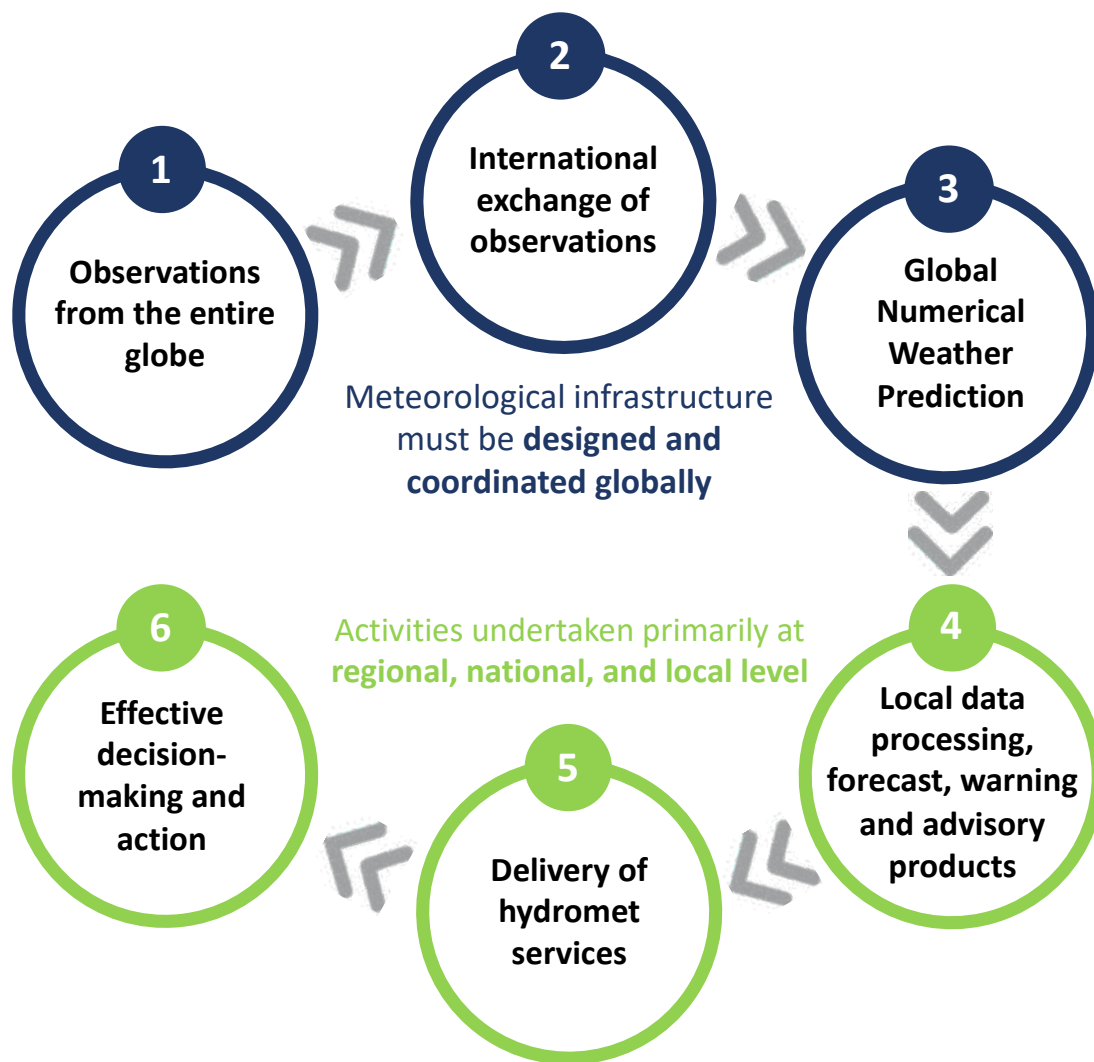 1
Observations
from the entire
globe
2
International
exchange of
observations
3
Global
Numerical
Weather
Prediction
Meteorological infrastructure
must be designed and
coordinated globally
Activities undertaken primarily at
regional, national, and local level
4
Local data
processing,
forecast, warning
and advisory
products
5
Delivery of
hydromet
services
6
Effective
decision-
making and
action